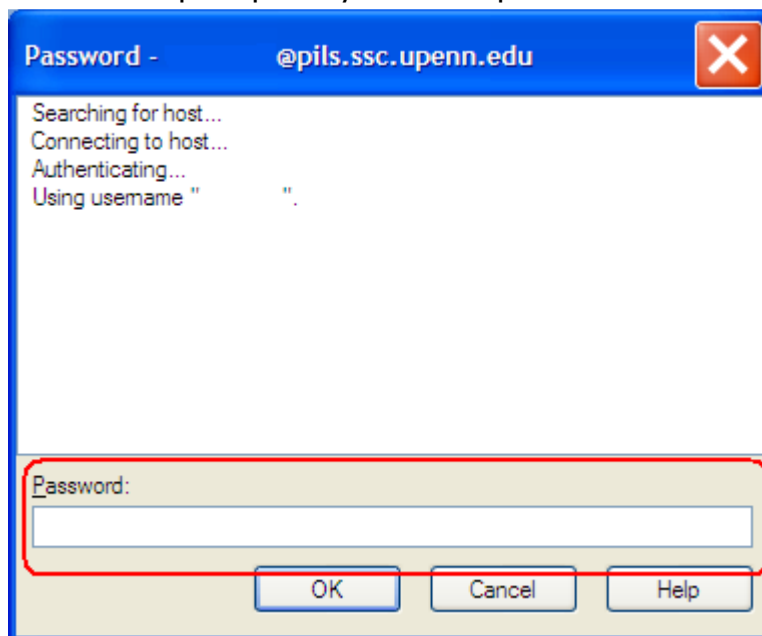 Password - @pils.ssc.upenn.edu
Searching for host...
Connecting to host...
Authenticating...
Using username " ".
Password:
OK Cancel Help